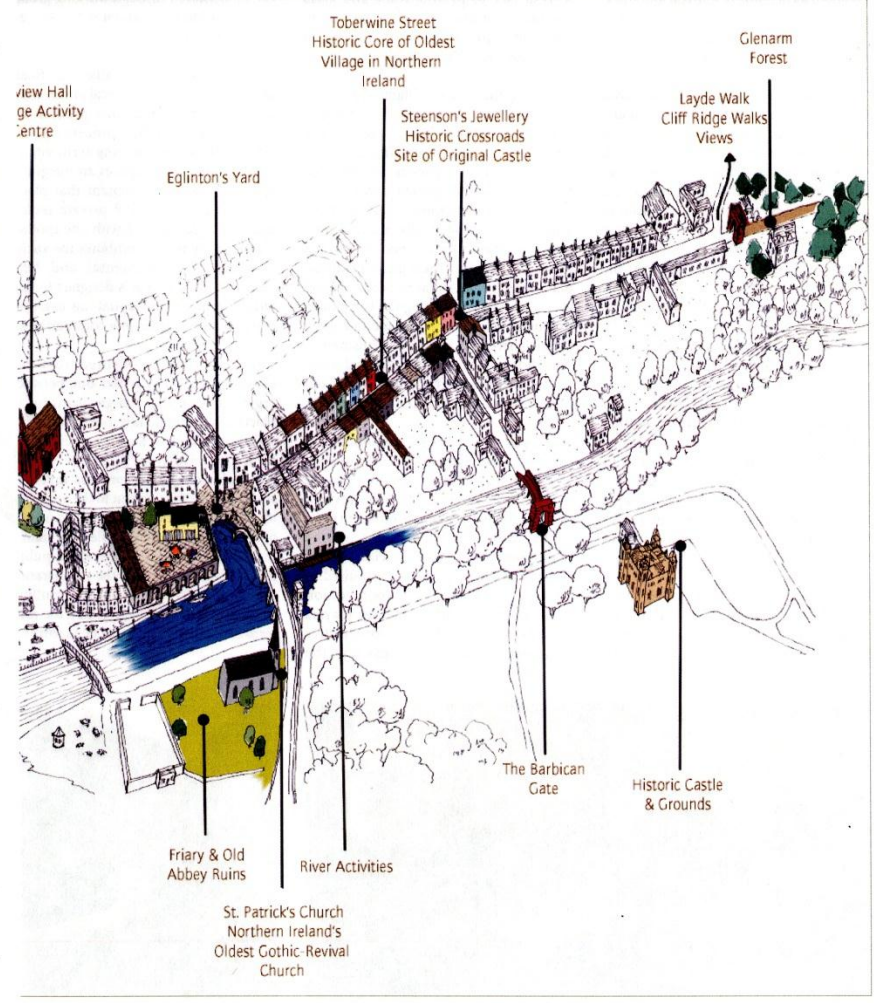 Toberwine Street
Historic Core of Oldest
Village in Northern
Ireland
Glenarm
Forest
view Hall
ge Activity
Centre
Layde Walk
Cliff Ridge Walks
Views
Steenson's Jewellery
Historic Crossroads
Site of Original Castle
Eglinton's Yard
The Barbican
Gate
Historic Castle
& Grounds
Friary & Old
Abbey Ruins
River Activities
St. Patrick's Church
Northern Ireland's
Oldest Gothic-Revival
Church